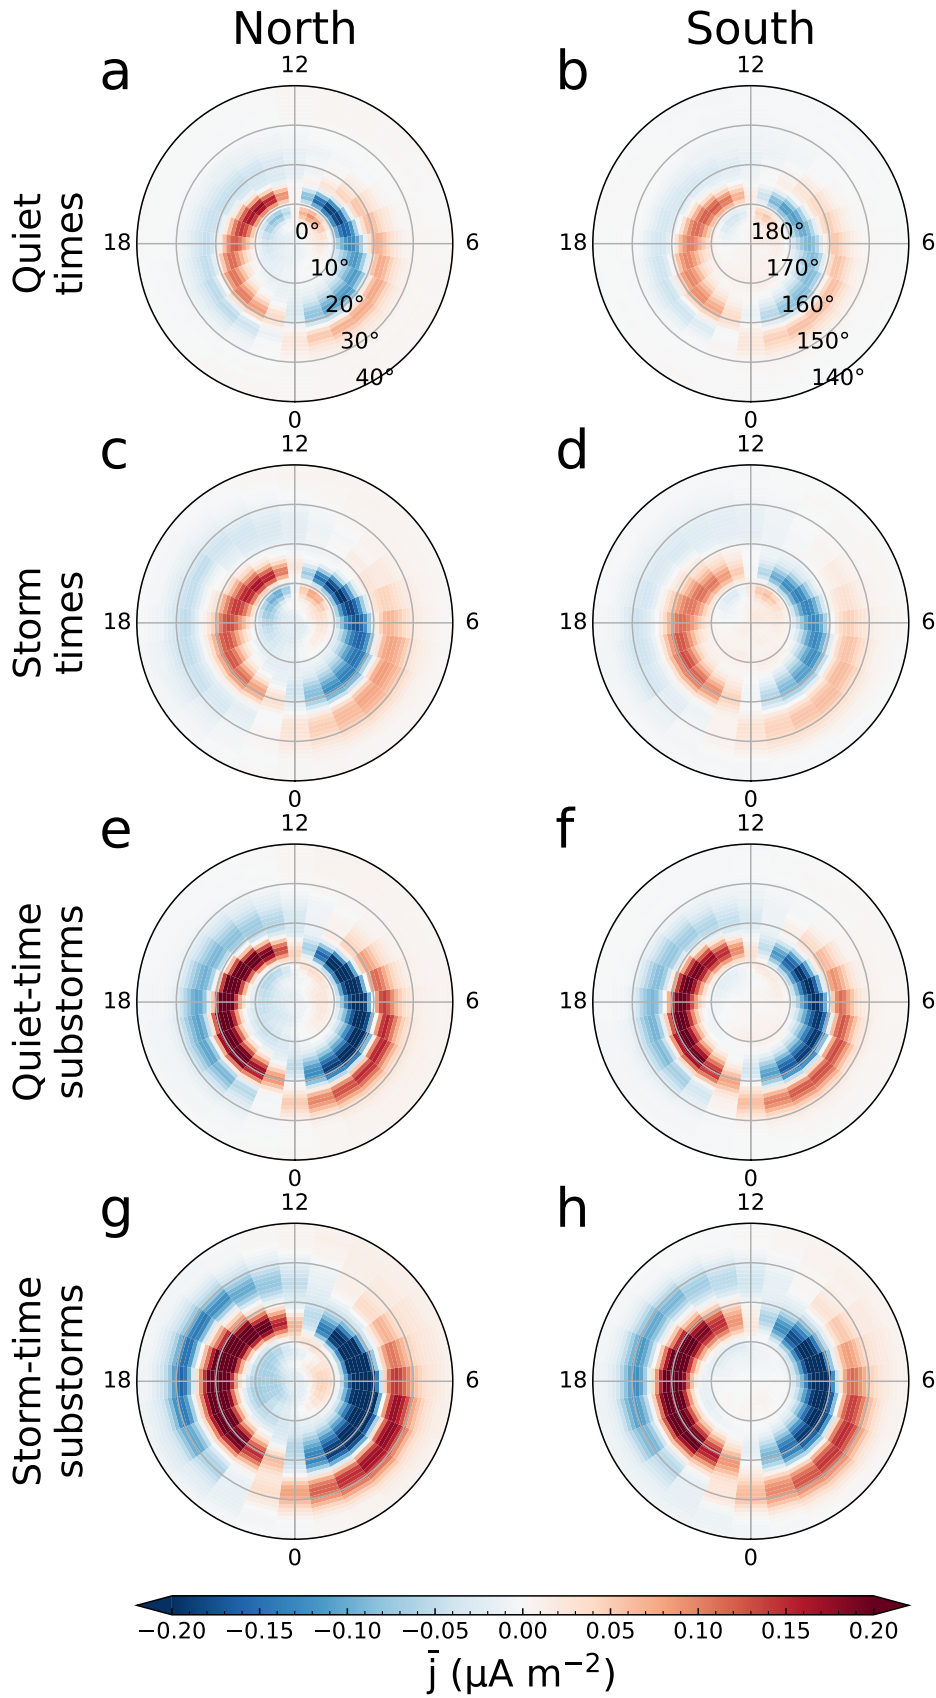 North
South
a
b
12
12
Quiet
times
18
6
18
6
0°
10°
20°
30°
40°
180°
170°
160°
150°
140°
0
0
c
d
12
12
Storm
times
18
6
18
6
0
0
e
f
12
12
Quiet-time
substorms
18
6
18
6
0
0
g
h
12
12
Storm-time
substorms
18
6
18
6
0
0
−0.20 −0.15 −0.10 −0.05 0.00 0.05 0.10 0.15 0.20
j̄ (μA m⁻²)